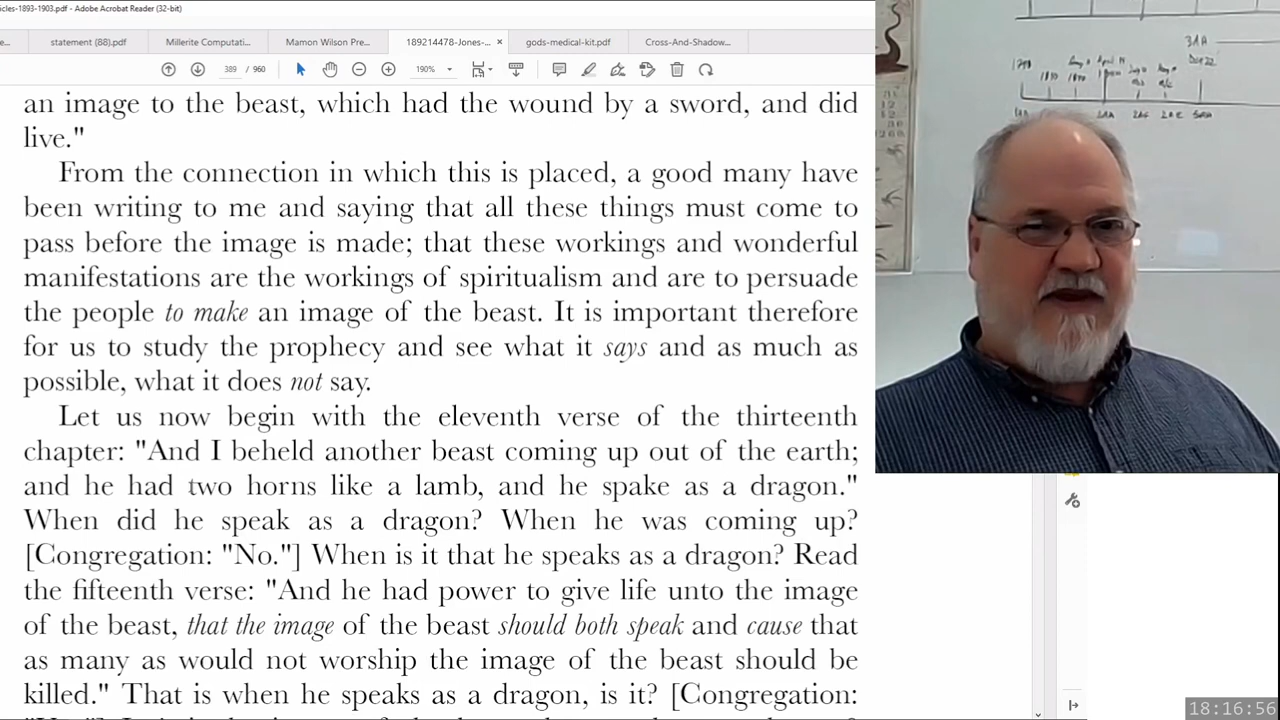 cles-1893-1903.pdf - Adobe Acrobat Reader (32-bit)
e... statement (88).pdf Millerite Computati... Mamon Wilson Pre... 189214478-Jones-... × gods-medical-kit.pdf Cross-And-Shadow...
389 / 960 190%
an image to the beast, which had the wound by a sword, and did
live."
From the connection in which this is placed, a good many have
been writing to me and saying that all these things must come to
pass before the image is made; that these workings and wonderful
manifestations are the workings of spiritualism and are to persuade
the people to make an image of the beast. It is important therefore
for us to study the prophecy and see what it says and as much as
possible, what it does not say.
Let us now begin with the eleventh verse of the thirteenth
chapter: "And I beheld another beast coming up out of the earth;
and he had two horns like a lamb, and he spake as a dragon."
When did he speak as a dragon? When he was coming up?
[Congregation: "No."] When is it that he speaks as a dragon? Read
the fifteenth verse: "And he had power to give life unto the image
of the beast, that the image of the beast should both speak and cause that
as many as would not worship the image of the beast should be
killed." That is when he speaks as a dragon, is it? [Congregation:
1798
18:16:56